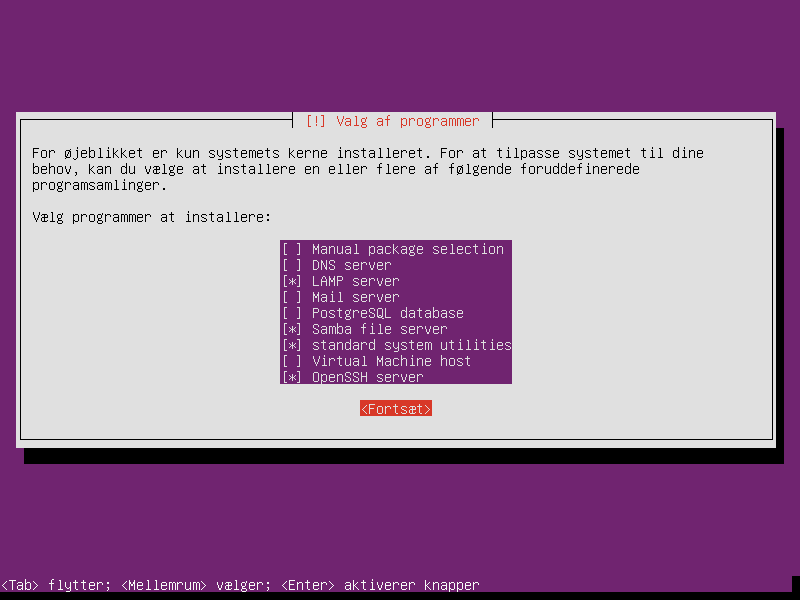 [!] Valg af programmer
For øjeblikket er kun systemets kerne installeret. For at tilpasse systemet til dine
behov, kan du vælge at installere en eller flere af følgende foruddefinerede
programsamlinger.
Vælg programmer at installere:
[ ] Manual package selection
[ ] DNS server
[*] LAMP server
[ ] Mail server
[ ] PostgreSQL database
[*] Samba file server
[*] standard system utilities
[ ] Virtual Machine host
[*] OpenSSH server
<Fortsæt>
<Tab> flytter; <Mellemrum> vælger; <Enter> aktiverer knapper